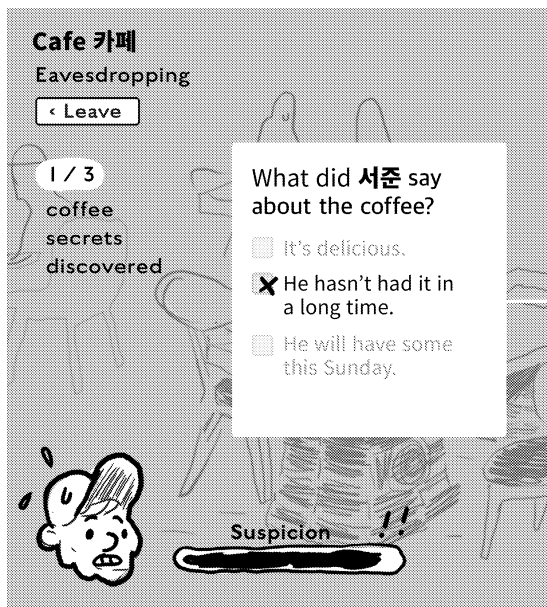 Cafe 카페
Eavesdropping
‹ Leave
1 / 3
coffee
secrets
discovered
What did 서준 say
about the coffee?
It's delicious.
He hasn't had it in
a long time.
He will have some
this Sunday.
Suspicion
!!